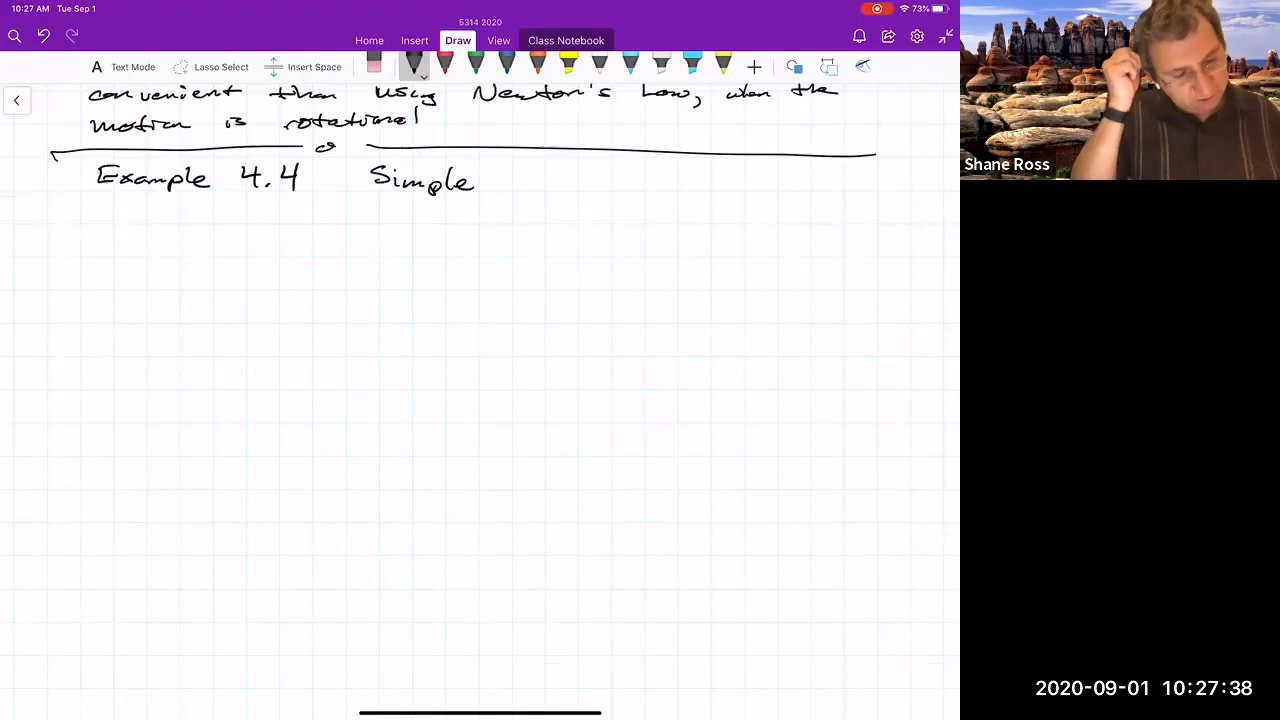 10:27 AM Tue Sep 1
73%
5314 2020
Home Insert Draw View Class Notebook
Text Mode Lasso Select Insert Space
convenient than using Newton's Law, when the
motion is rotational
Example 4.4 Simple
Shane Ross
2020-09-01 10:27:38